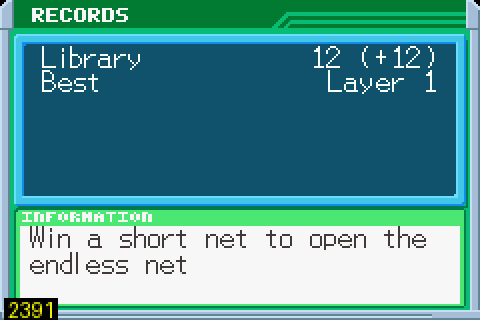 RECORDS
Library 12 (+12)
Best Layer 1
INFORMATION
Win a short net to open the
endless net
2391